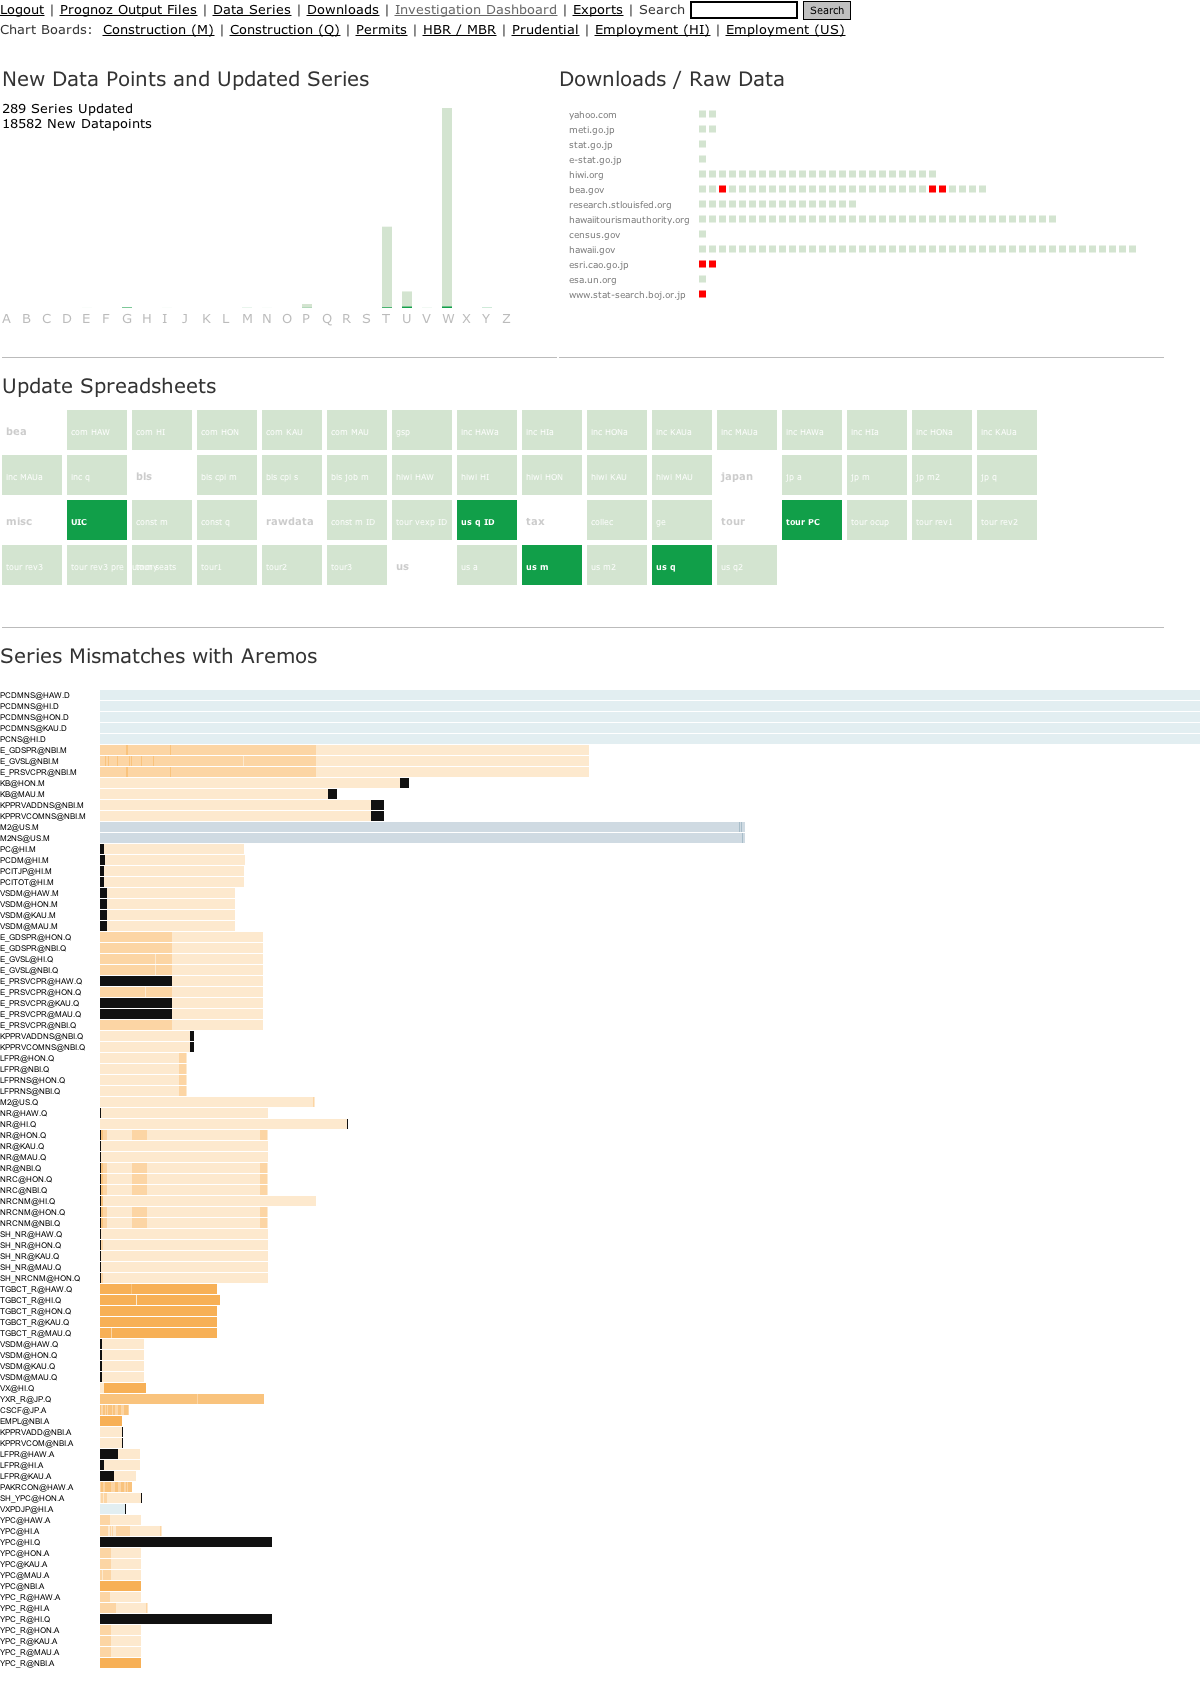 Logout | Prognoz Output Files | Data Series | Downloads | Investigation Dashboard | Exports | Search Search
Chart Boards: Construction (M) | Construction (Q) | Permits | HBR / MBR | Prudential | Employment (HI) | Employment (US)
New Data Points and Updated Series
289 Series Updated
18582 New Datapoints
A B C D E F G H I J K L M N O P Q R S T U V W X Y Z
Downloads / Raw Data
yahoo.com
meti.go.jp
stat.go.jp
e-stat.go.jp
hiwi.org
bea.gov
research.stlouisfed.org
hawaiitourismauthority.org
census.gov
hawaii.gov
esri.cao.go.jp
esa.un.org
www.stat-search.boj.or.jp
Update Spreadsheets
bea com HAW com HI com HON com KAU com MAU gsp inc HAWa inc HIa inc HONa inc KAUa inc MAUa inc HAWa inc HIa inc HONa inc KAUa
inc MAUa inc q bls bls cpi m bls cpi s bls job m hiwi HAW hiwi HI hiwi HON hiwi KAU hiwi MAU japan jp a jp m jp m2 jp q
misc UIC const m const q rawdata const m ID tour vexp ID us q ID tax collec ge tour tour PC tour ocup tour rev1 tour rev2
tour rev3 tour rev3 pre tour seats tour1 tour2 tour3 us us a us m us m2 us q us q2
Series Mismatches with Aremos
PCDMNS@HAW.D
PCDMNS@HI.D
PCDMNS@HON.D
PCDMNS@KAU.D
PCNS@HI.D
E_GDSPR@NBI.M
E_GVSL@NBI.M
E_PRSVCPR@NBI.M
KB@HON.M
KB@MAU.M
KPPRVADDNS@NBI.M
KPPRVCOMNS@NBI.M
M2@US.M
M2NS@US.M
PC@HI.M
PCDM@HI.M
PCITJP@HI.M
PCITOT@HI.M
VSDM@HAW.M
VSDM@HON.M
VSDM@KAU.M
VSDM@MAU.M
E_GDSPR@HON.Q
E_GDSPR@NBI.Q
E_GVSL@HI.Q
E_GVSL@NBI.Q
E_PRSVCPR@HAW.Q
E_PRSVCPR@HON.Q
E_PRSVCPR@KAU.Q
E_PRSVCPR@MAU.Q
E_PRSVCPR@NBI.Q
KPPRVADDNS@NBI.Q
KPPRVCOMNS@NBI.Q
LFPR@HON.Q
LFPR@NBI.Q
LFPRNS@HON.Q
LFPRNS@NBI.Q
M2@US.Q
NR@HAW.Q
NR@HI.Q
NR@HON.Q
NR@KAU.Q
NR@MAU.Q
NR@NBI.Q
NRC@HON.Q
NRC@NBI.Q
NRCNM@HI.Q
NRCNM@HON.Q
NRCNM@NBI.Q
SH_NR@HAW.Q
SH_NR@HON.Q
SH_NR@KAU.Q
SH_NR@MAU.Q
SH_NRCNM@HON.Q
TGBCT_R@HAW.Q
TGBCT_R@HI.Q
TGBCT_R@HON.Q
TGBCT_R@KAU.Q
TGBCT_R@MAU.Q
VSDM@HAW.Q
VSDM@HON.Q
VSDM@KAU.Q
VSDM@MAU.Q
VX@HI.Q
YXR_R@JP.Q
CSCF@JP.A
EMPL@NBI.A
KPPRVADD@NBI.A
KPPRVCOM@NBI.A
LFPR@HAW.A
LFPR@HI.A
LFPR@KAU.A
PAKRCON@HAW.A
SH_YPC@HON.A
VXPDJP@HI.A
YPC@HAW.A
YPC@HI.A
YPC@HI.Q
YPC@HON.A
YPC@KAU.A
YPC@MAU.A
YPC@NBI.A
YPC_R@HAW.A
YPC_R@HI.A
YPC_R@HI.Q
YPC_R@HON.A
YPC_R@KAU.A
YPC_R@MAU.A
YPC_R@NBI.A